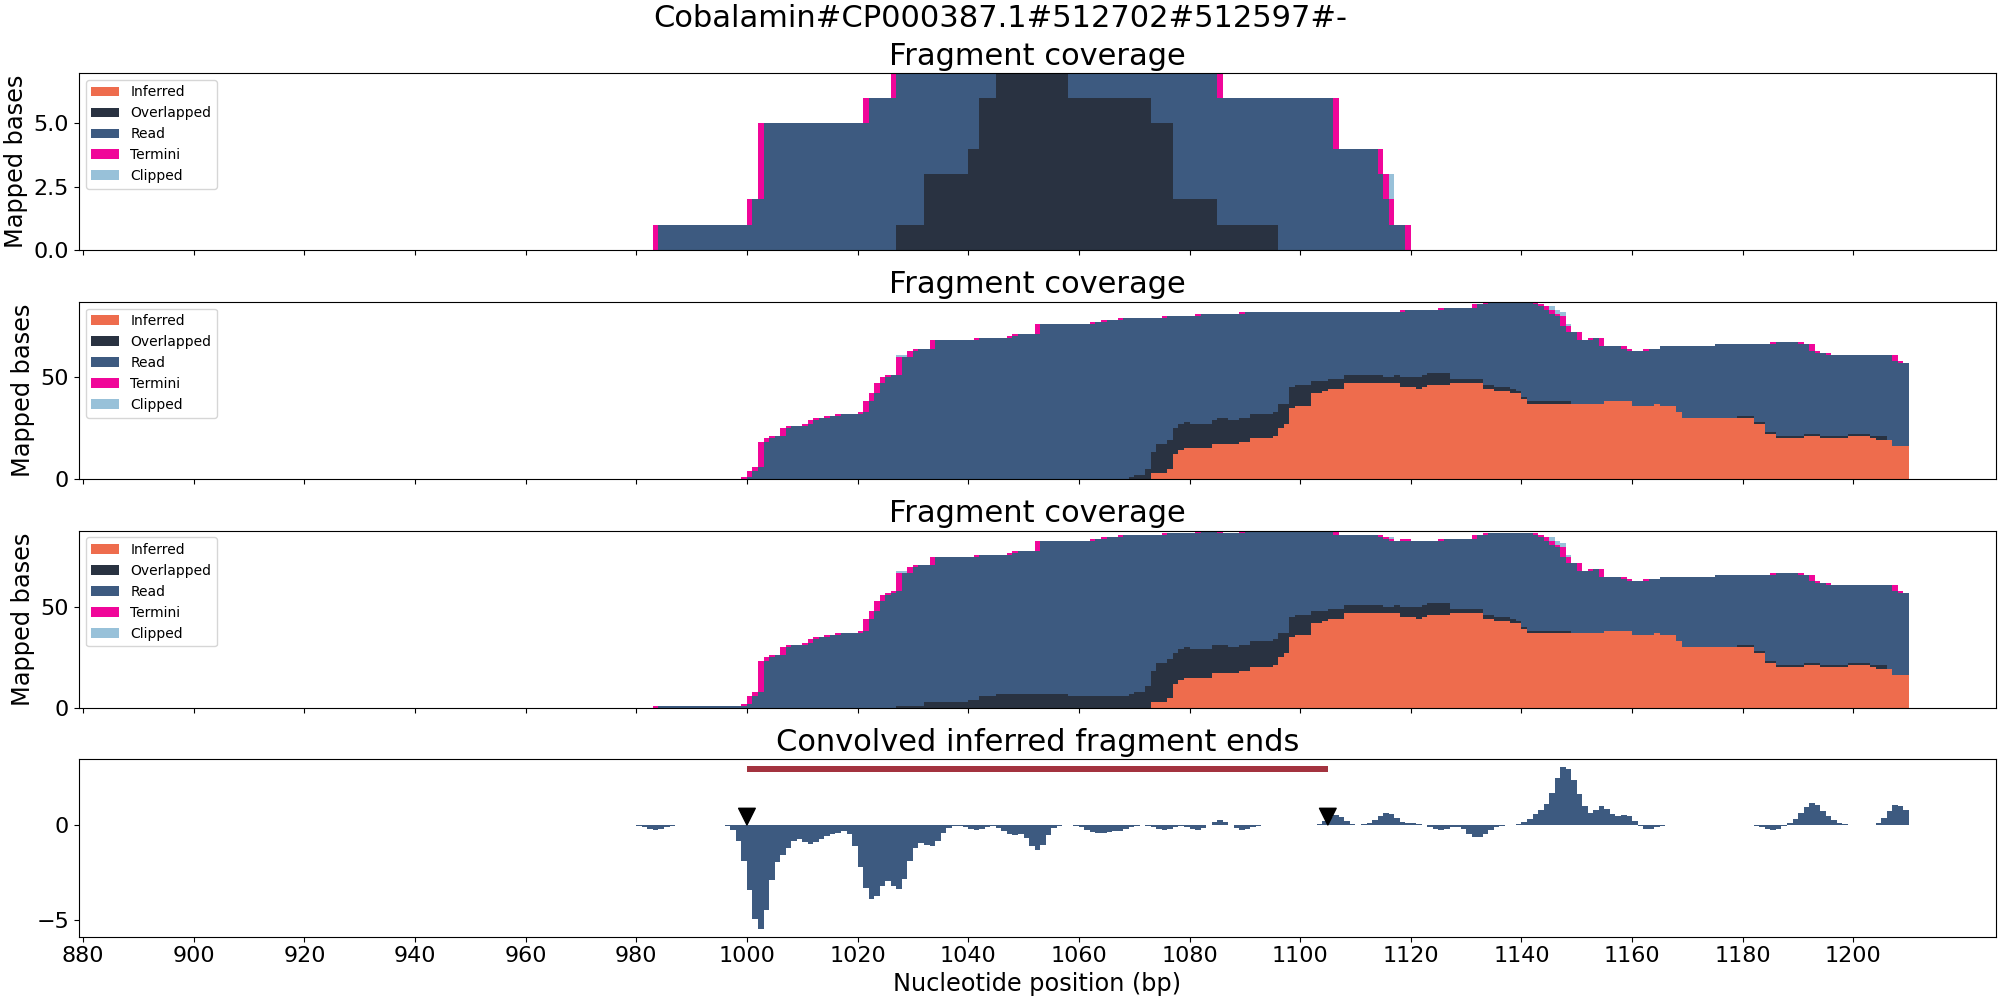 Cobalamin#CP000387.1#512702#512597#-
Fragment coverage
Mapped bases
5.0
2.5
0.0
Inferred
Overlapped
Read
Termini
Clipped
Fragment coverage
Mapped bases
50
0
Inferred
Overlapped
Read
Termini
Clipped
Fragment coverage
Mapped bases
50
0
Inferred
Overlapped
Read
Termini
Clipped
Convolved inferred fragment ends
0
−5
880 900 920 940 960 980 1000 1020 1040 1060 1080 1100 1120 1140 1160 1180 1200
Nucleotide position (bp)